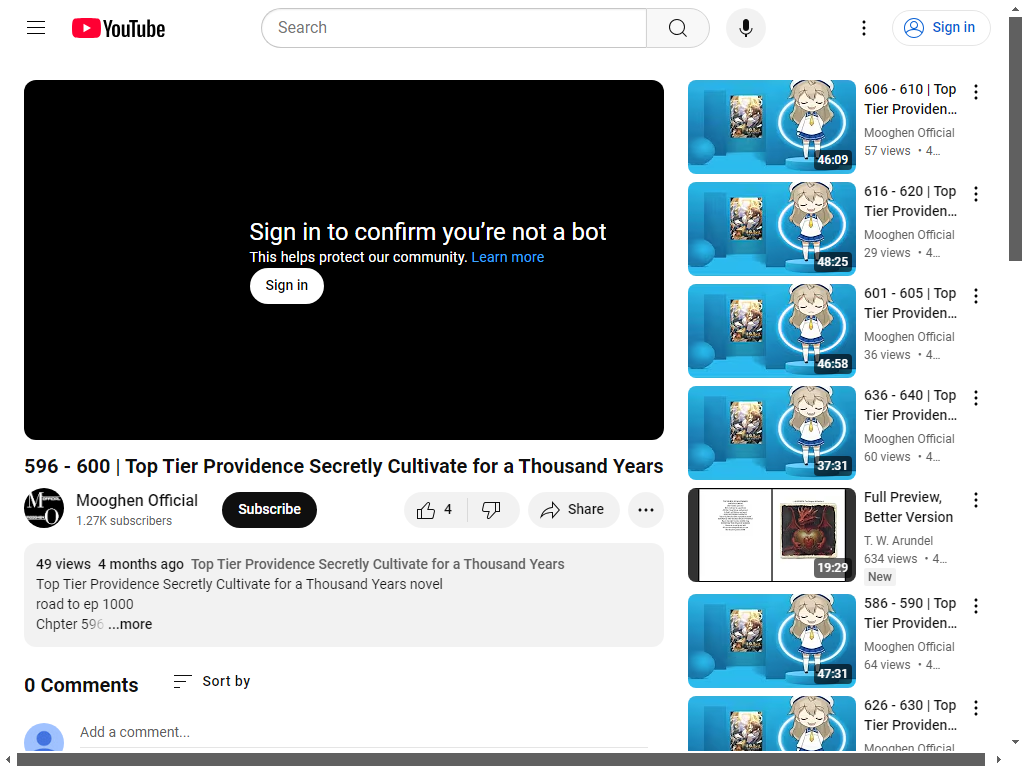 YouTube
Search
Sign in
Sign in to confirm you’re not a bot
This helps protect our community. Learn more
Sign in
596 - 600 | Top Tier Providence Secretly Cultivate for a Thousand Years
Mooghen Official
1.27K subscribers
Subscribe
4
Share
49 views 4 months ago Top Tier Providence Secretly Cultivate for a Thousand Years
Top Tier Providence Secretly Cultivate for a Thousand Years novel
road to ep 1000
Chpter 596 ...more
0 Comments
Sort by
Add a comment...
46:09
606 - 610 | Top
Tier Providen...
Mooghen Official
57 views • 4...
48:25
616 - 620 | Top
Tier Providen...
Mooghen Official
29 views • 4...
46:58
601 - 605 | Top
Tier Providen...
Mooghen Official
36 views • 4...
37:31
636 - 640 | Top
Tier Providen...
Mooghen Official
60 views • 4...
19:29
Full Preview,
Better Version
T. W. Arundel
634 views • 4...
New
47:31
586 - 590 | Top
Tier Providen...
Mooghen Official
64 views • 4...
626 - 630 | Top
Tier Providen...
Mooghen Official